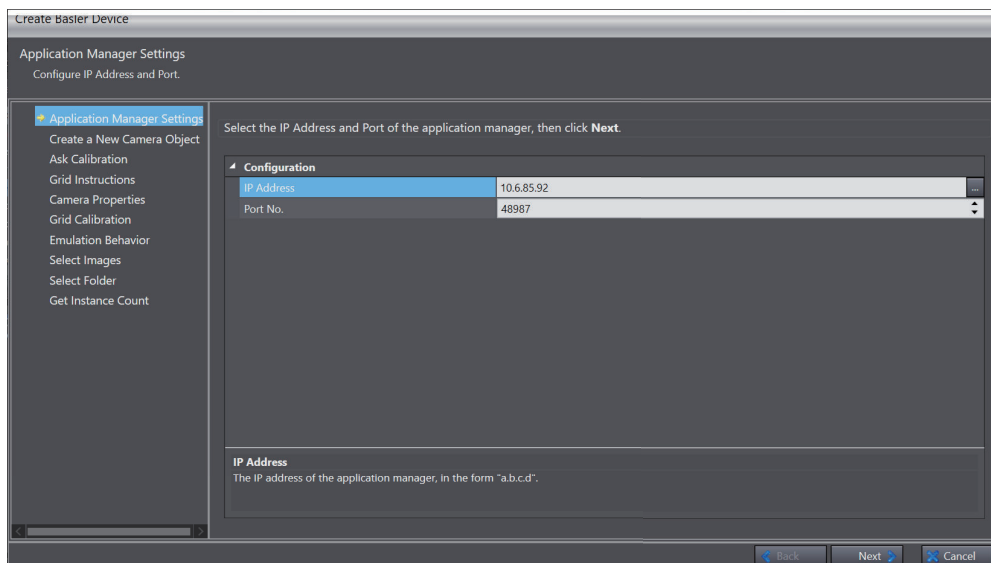 Create Basler Device
Application Manager Settings
Configure IP Address and Port.
Application Manager Settings
Create a New Camera Object
Ask Calibration
Grid Instructions
Camera Properties
Grid Calibration
Emulation Behavior
Select Images
Select Folder
Get Instance Count
Select the IP Address and Port of the application manager, then click Next.
Configuration
IP Address 10.6.85.92 ...
Port No. 48987
IP Address
The IP address of the application manager, in the form "a.b.c.d".
Back Next Cancel